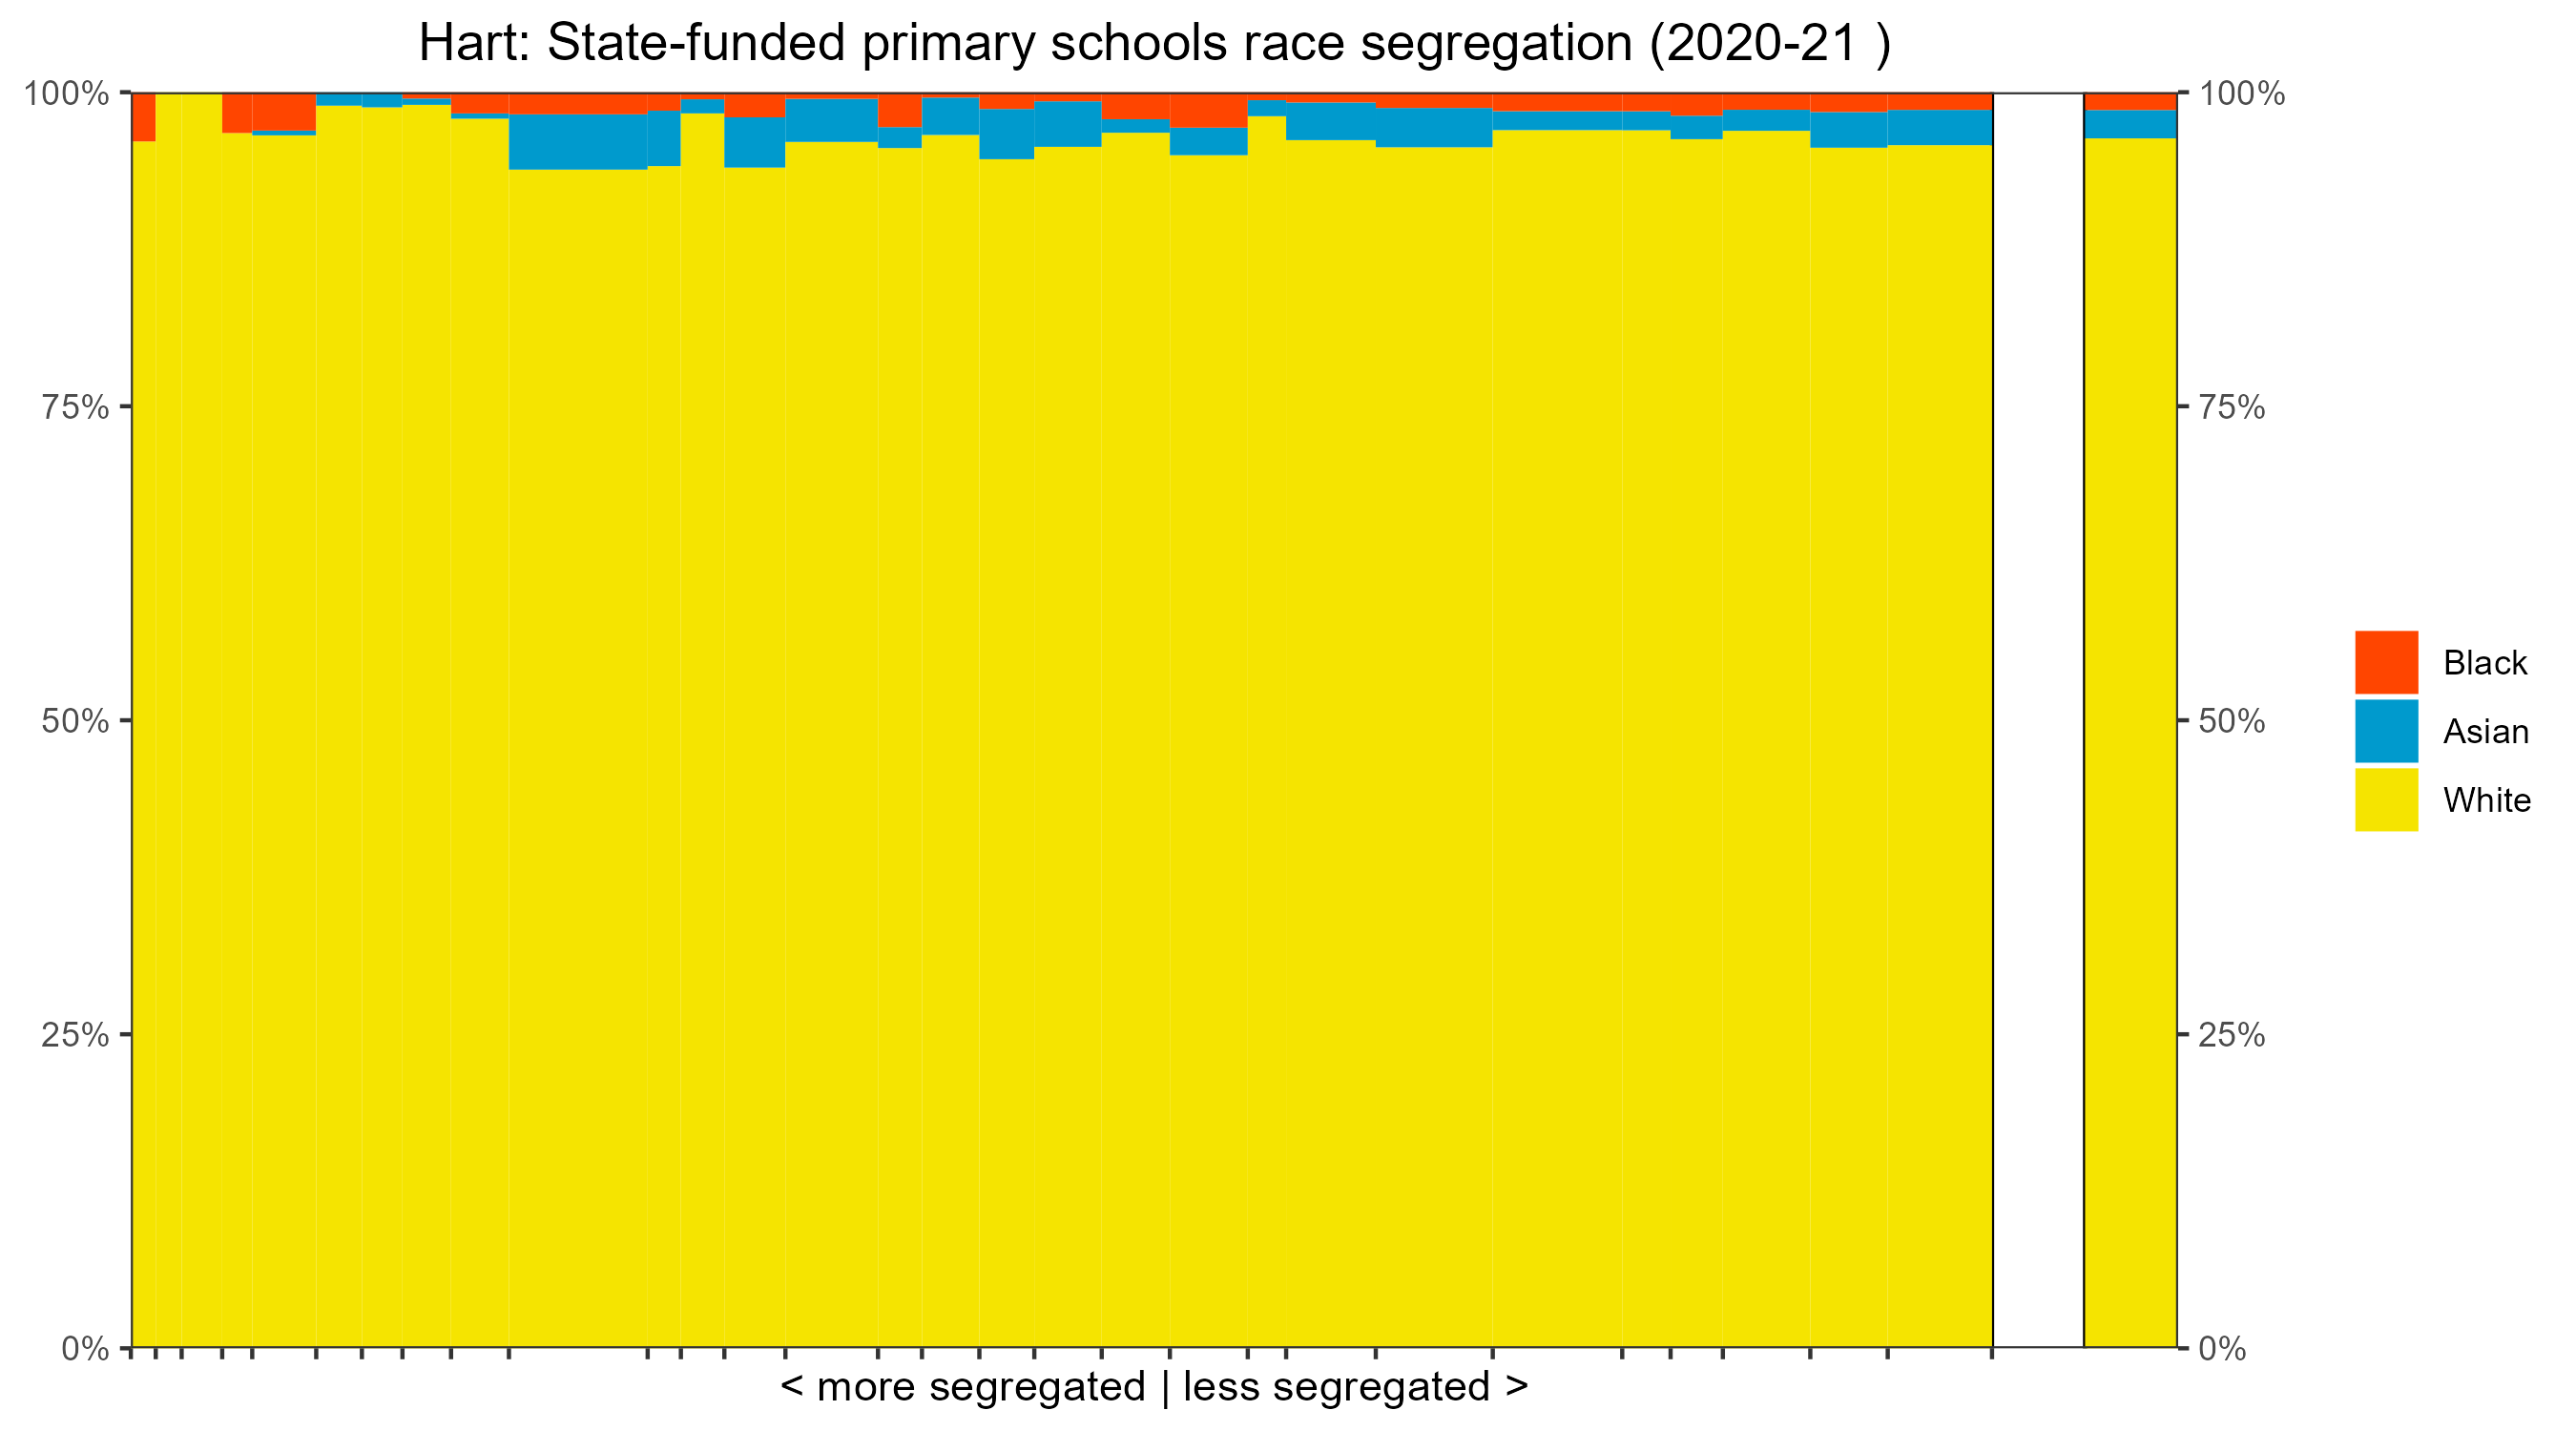 Hart: State-funded primary schools race segregation (2020-21 )
100%
75%
50%
25%
0%
100%
75%
50%
25%
0%
< more segregated | less segregated >
Black
Asian
White